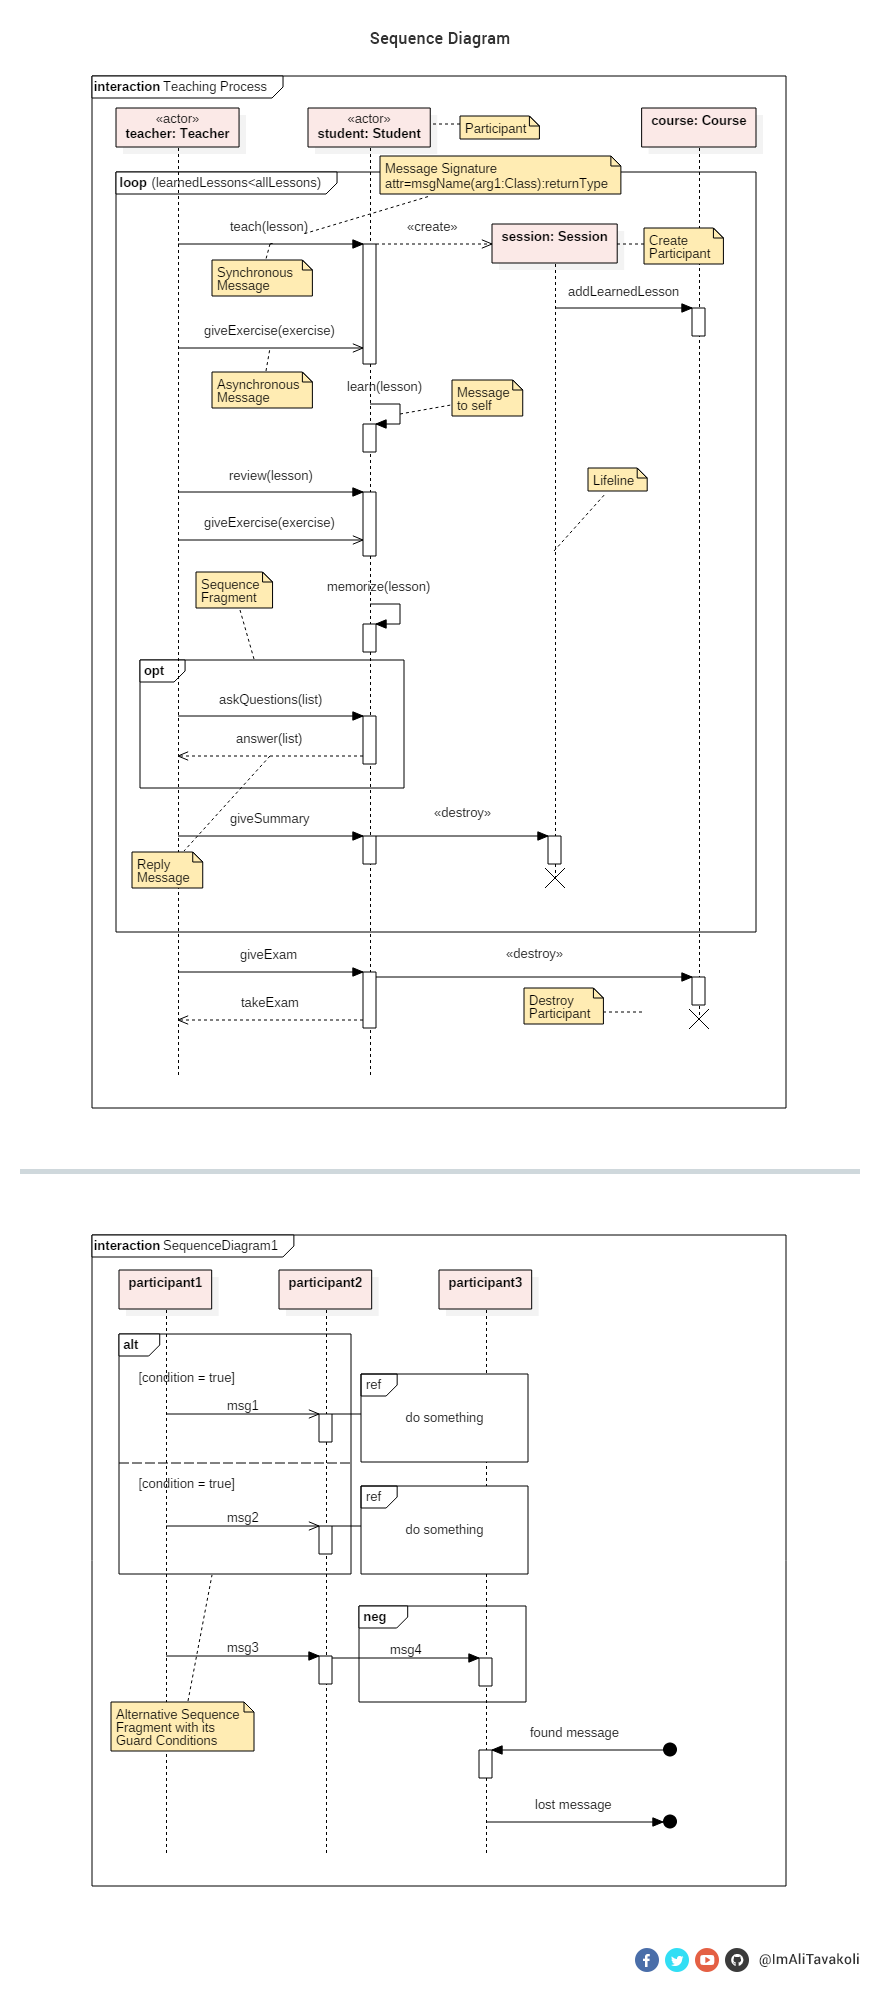 Sequence Diagram
interaction Teaching Process
«actor»
teacher: Teacher
«actor»
student: Student
Participant
course: Course
Message Signature
attr=msgName(arg1:Class):returnType
loop (learnedLessons<allLessons)
teach(lesson)
«create»
session: Session
Create
Participant
Synchronous
Message
addLearnedLesson
giveExercise(exercise)
Asynchronous
Message
learn(lesson)
Message
to self
review(lesson)
Lifeline
giveExercise(exercise)
Sequence
Fragment
memorize(lesson)
opt
askQuestions(list)
answer(list)
giveSummary
«destroy»
Reply
Message
giveExam
«destroy»
takeExam
Destroy
Participant
interaction SequenceDiagram1
participant1
participant2
participant3
alt
[condition = true]
ref
msg1
do something
[condition = true]
ref
msg2
do something
neg
msg3
msg4
Alternative Sequence
Fragment with its
Guard Conditions
found message
lost message
@ImAliTavakoli